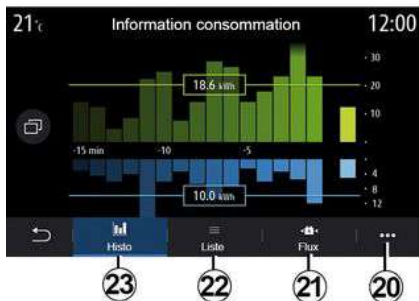 21°c Information consommation 12:00
30
18.6 kWh 20
10
-15 min -10 -5
4
8
10.0 kWh
12
Histo Liste Flux
23 22 21 20